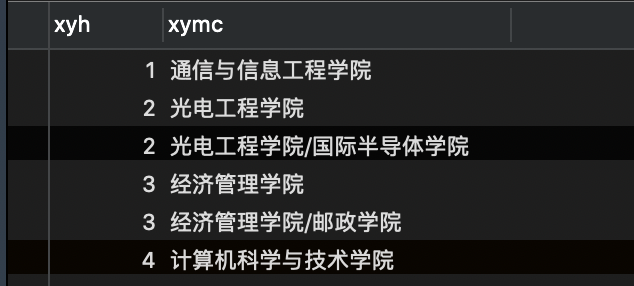 xyh xymc
1 通信与信息工程学院
2 光电工程学院
2 光电工程学院/国际半导体学院
3 经济管理学院
3 经济管理学院/邮政学院
4 计算机科学与技术学院